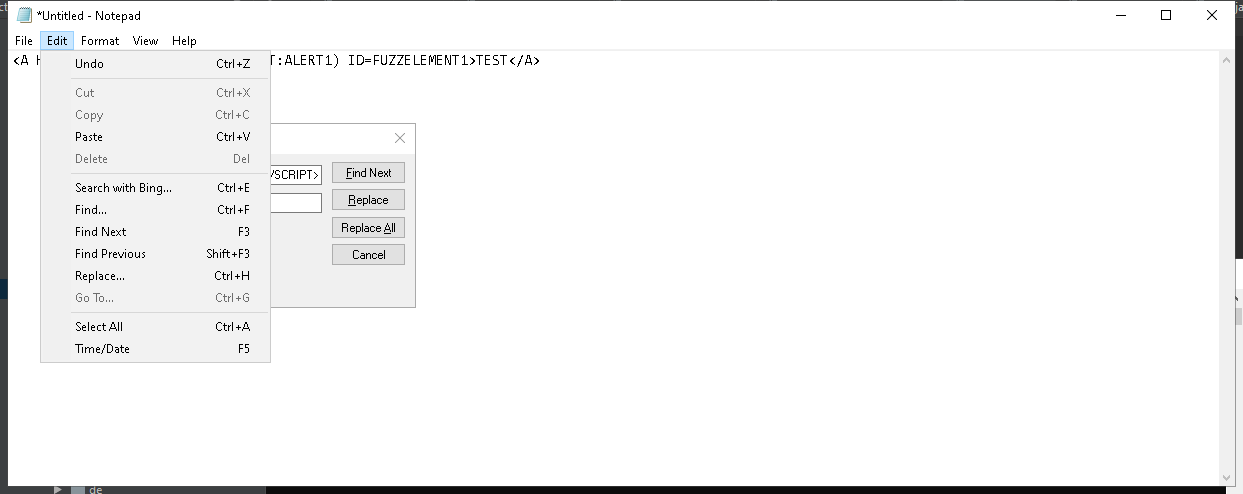 *Untitled - Notepad
File Edit Format View Help
<A H T:ALERT1) ID=FUZZELEMENT1>TEST</A>
Undo Ctrl+Z
Cut Ctrl+X
Copy Ctrl+C
Paste Ctrl+V
Delete Del
Search with Bing... Ctrl+E
Find... Ctrl+F
Find Next F3
Find Previous Shift+F3
Replace... Ctrl+H
Go To... Ctrl+G
Select All Ctrl+A
Time/Date F5
/SCRIPT> Find Next
Replace
Replace All
Cancel
de